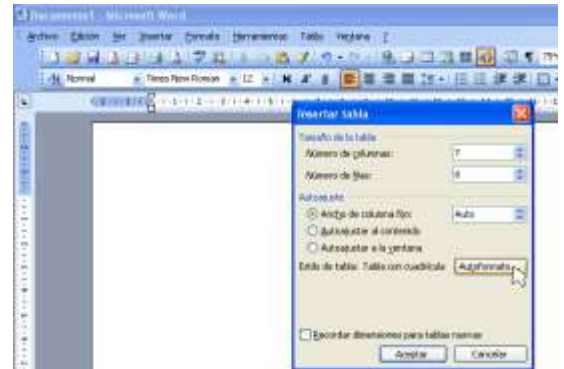 Documento1 - Microsoft Word
Archivo Edición Ver Insertar Formato Herramientas Tabla Ventana ?
Normal Times New Roman 12 N K S
Insertar tabla
Tamaño de la tabla
Número de columnas: 7
Número de filas:
Autoajuste
Ancho de columna fijo: Auto
Autoajustar al contenido
Autoajustar a la ventana
Estilo de tabla: Tabla con cuadrícula Autoformato...
Recordar dimensiones para tablas nuevas
Aceptar Cancelar